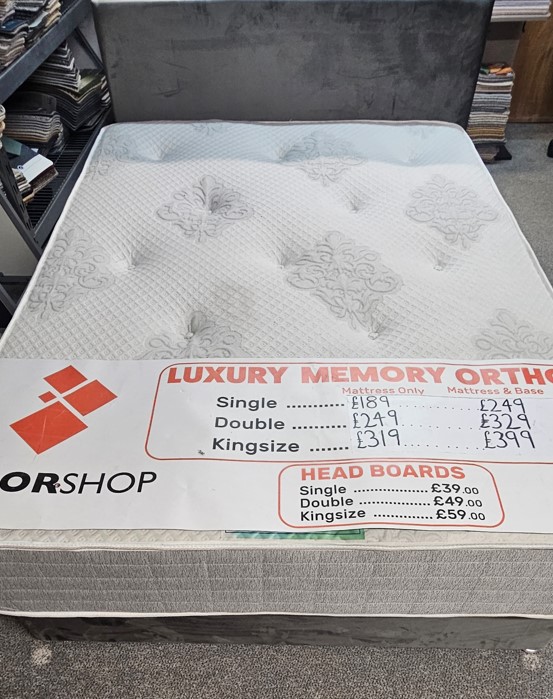 LUXURY MEMORY ORTHO
Mattress Only Mattress & Base
Single .......... £189 .......... £249
Double .......... £249 .......... £329
Kingsize ....... £319 .......... £399
ORSHOP
HEAD BOARDS
Single .................. £39.00
Double ................. £49.00
Kingsize .............. £59.00